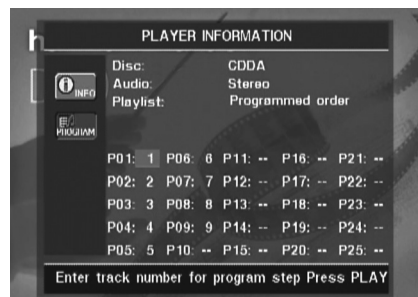 h
PLAYER INFORMATION
Disc: CDDA
Audio: Stereo
Playlist: Programmed order
i INFO
PROGRAM
P01: 1 P06: 6 P11: -- P16: -- P21: --
P02: 2 P07: 7 P12: -- P17: -- P22: --
P03: 3 P08: 8 P13: -- P18: -- P23: --
P04: 4 P09: 9 P14: -- P19: -- P24: --
P05: 5 P10: -- P15: -- P20: -- P25: --
Enter track number for program step Press PLAY